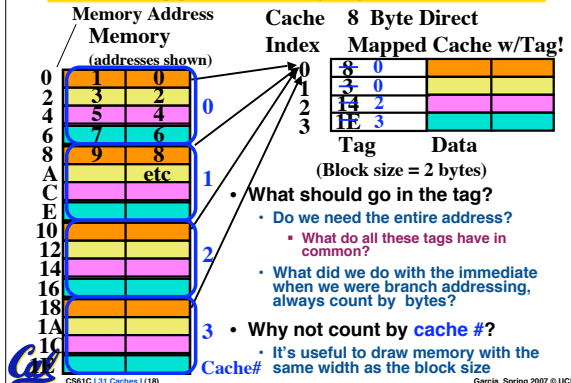 Memory Address
Memory
(addresses shown)
Cache
Index
8 Byte Direct
Mapped Cache w/Tag!
0 1 0
2 3 2
4 5 4
6 7 6
0
8 9 8
A etc
C
E
1
10
12
14
16
2
18
1A
1C
1E
3
Cache#
0 8 0
1 3 0
2 14 2
3 1E 3
Tag Data
(Block size = 2 bytes)
• What should go in the tag?
• Do we need the entire address?
▪ What do all these tags have in
common?
• What did we do with the immediate
when we were branch addressing,
always count by bytes?
• Why not count by cache #?
• It's useful to draw memory with the
same width as the block size
Cal
CS61C L31 Caches I (18)
Garcia, Spring 2007 © UCB